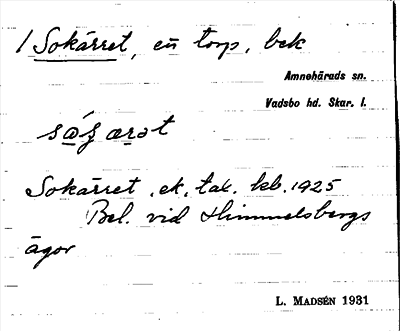 1 Sokärret, en torp, bek
Amnehärads sn.
Vadsbo hd. Skar. l.
Sokärret, ek. tak. kb. 1925
Bel. vid Himmelsbergs
ägor
L. MADSÉN 1931